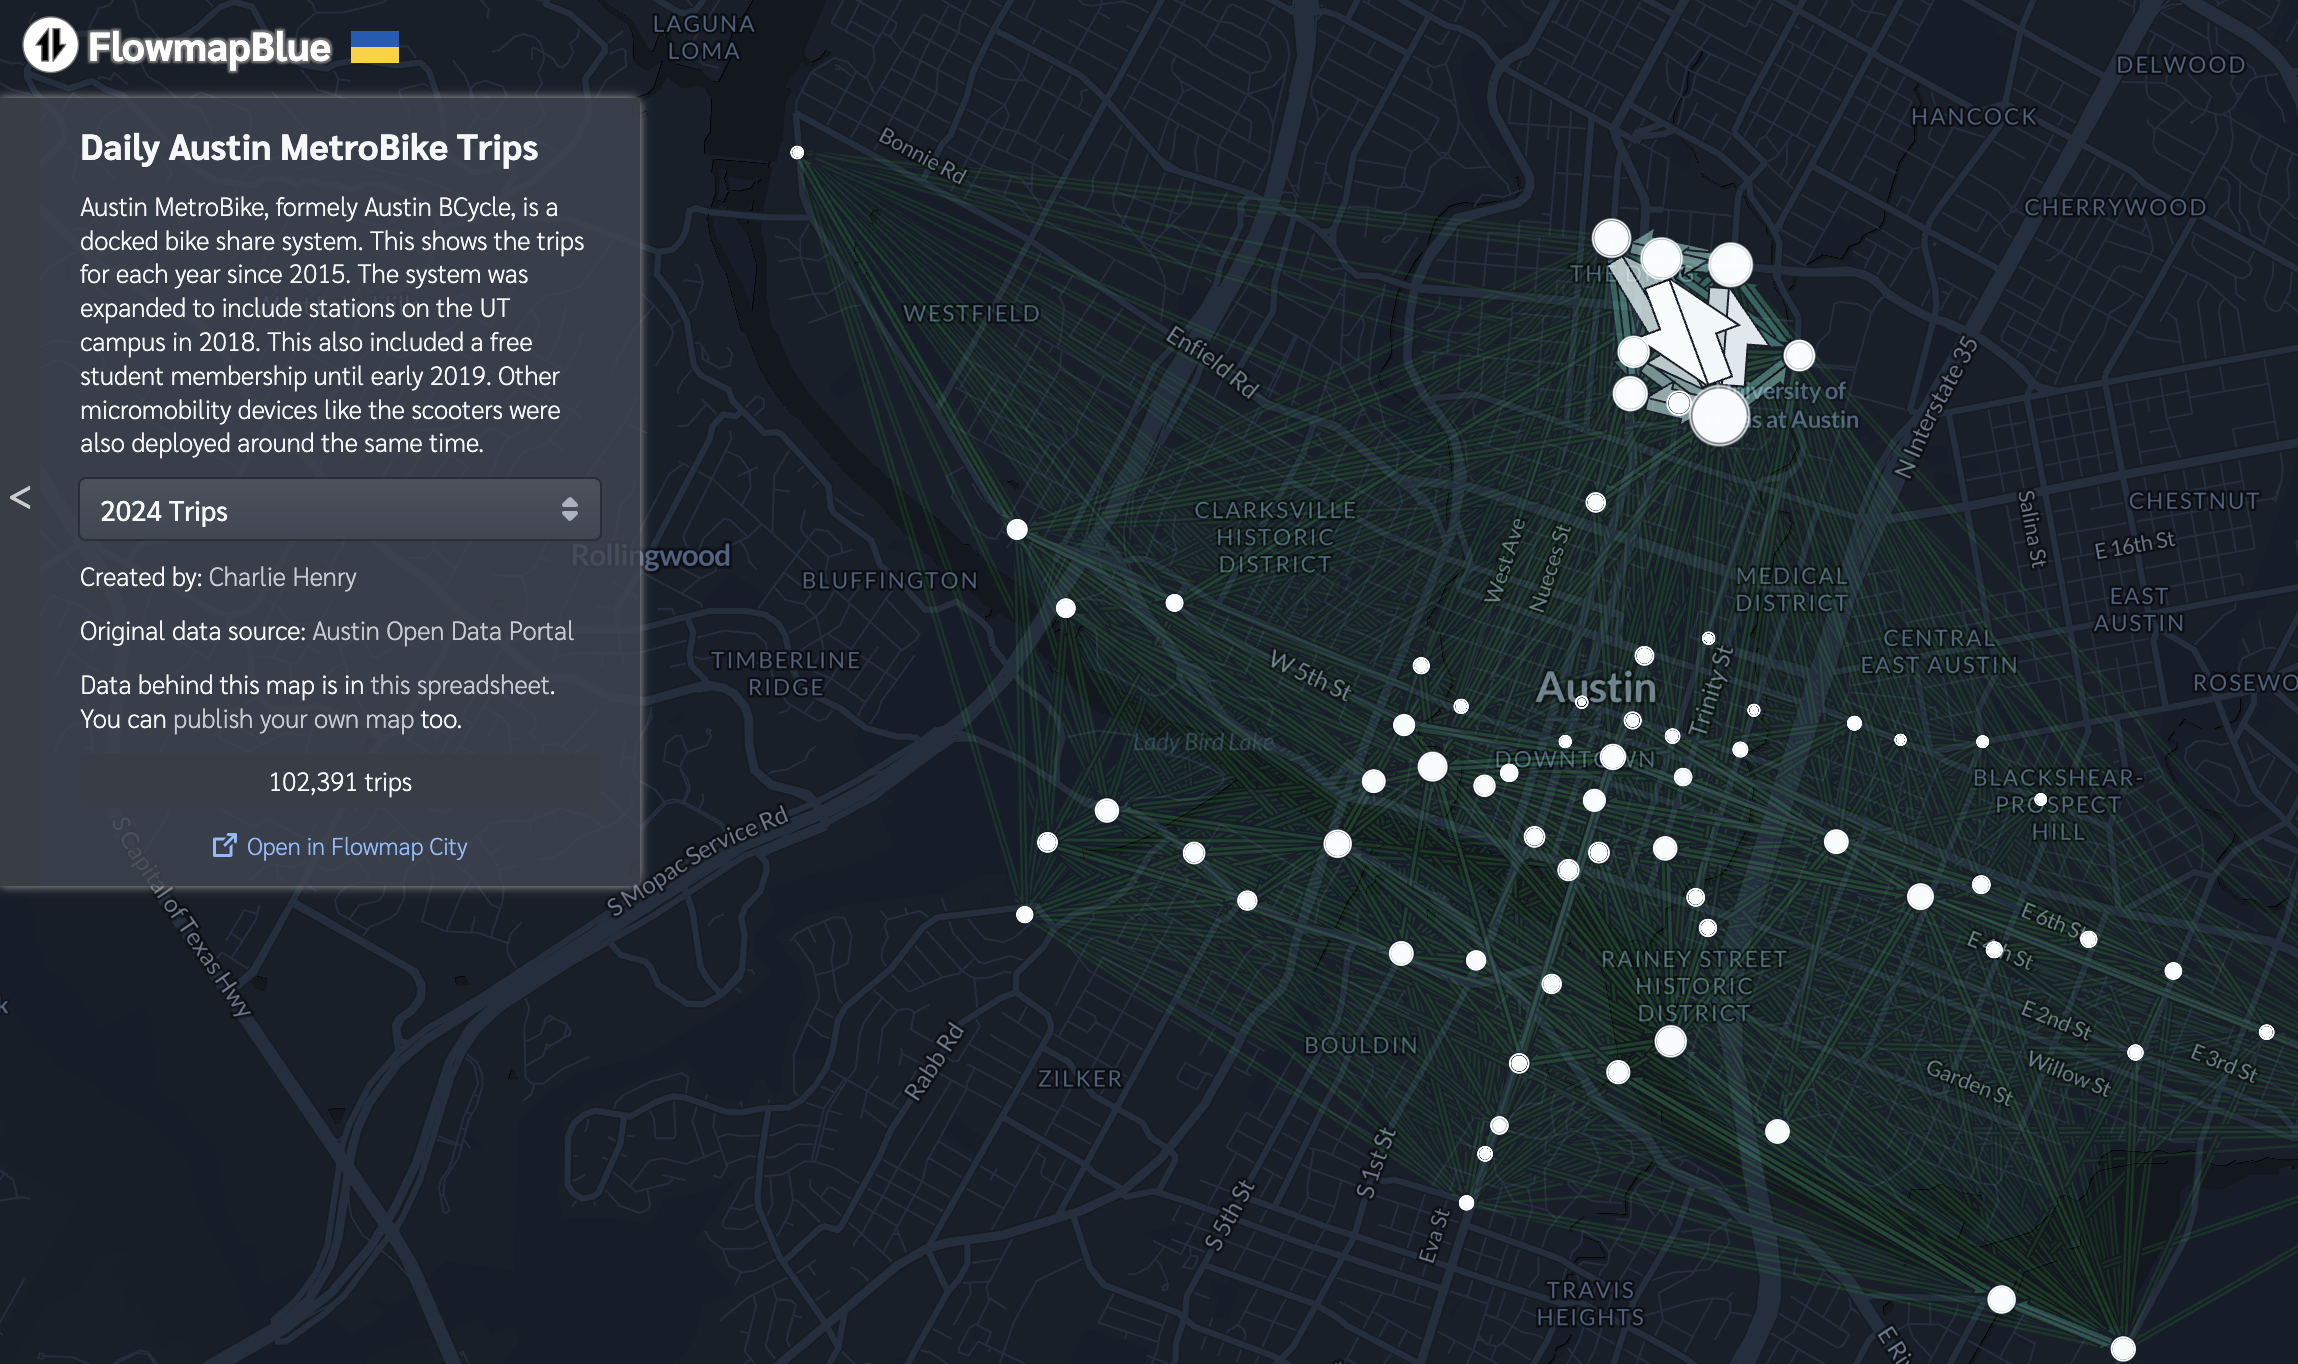 FlowmapBlue
Daily Austin MetroBike Trips
Austin MetroBike, formely Austin BCycle, is a
docked bike share system. This shows the trips
for each year since 2015. The system was
expanded to include stations on the UT
campus in 2018. This also included a free
student membership until early 2019. Other
micromobility devices like the scooters were
also deployed around the same time.
<
2024 Trips
Created by: Charlie Henry
Original data source: Austin Open Data Portal
Data behind this map is in this spreadsheet.
You can publish your own map too.
102,391 trips
Open in Flowmap City
LAGUNA
LOMA
DELWOOD
HANCOCK
Bonnie Rd
CHERRYWOOD
THE
WESTFIELD
Enfield Rd
N Interstate 35
University of
at Austin
CLARKSVILLE
HISTORIC
DISTRICT
West Ave
Nueces St
Salina St
CHESTNUT
E 16th St
Rollingwood
BLUFFINGTON
MEDICAL
DISTRICT
EAST
AUSTIN
TIMBERLINE
RIDGE
W 5th St
Austin
Trinity St
CENTRAL
EAST AUSTIN
ROSEWO
Lady Bird Lake
DOWNTOWN
BLACKSHEAR-
PROSPECT
HILL
S Capital of Texas Hwy
S Mopac Service Rd
E 6th St
E 4th St
RAINEY STREET
HISTORIC
DISTRICT
E 2nd St
E 3rd St
Willow St
Garden St
BOULDIN
ZILKER
Rabb Rd
S 1st St
S 5th St
Eva St
TRAVIS
HEIGHTS
E Ri